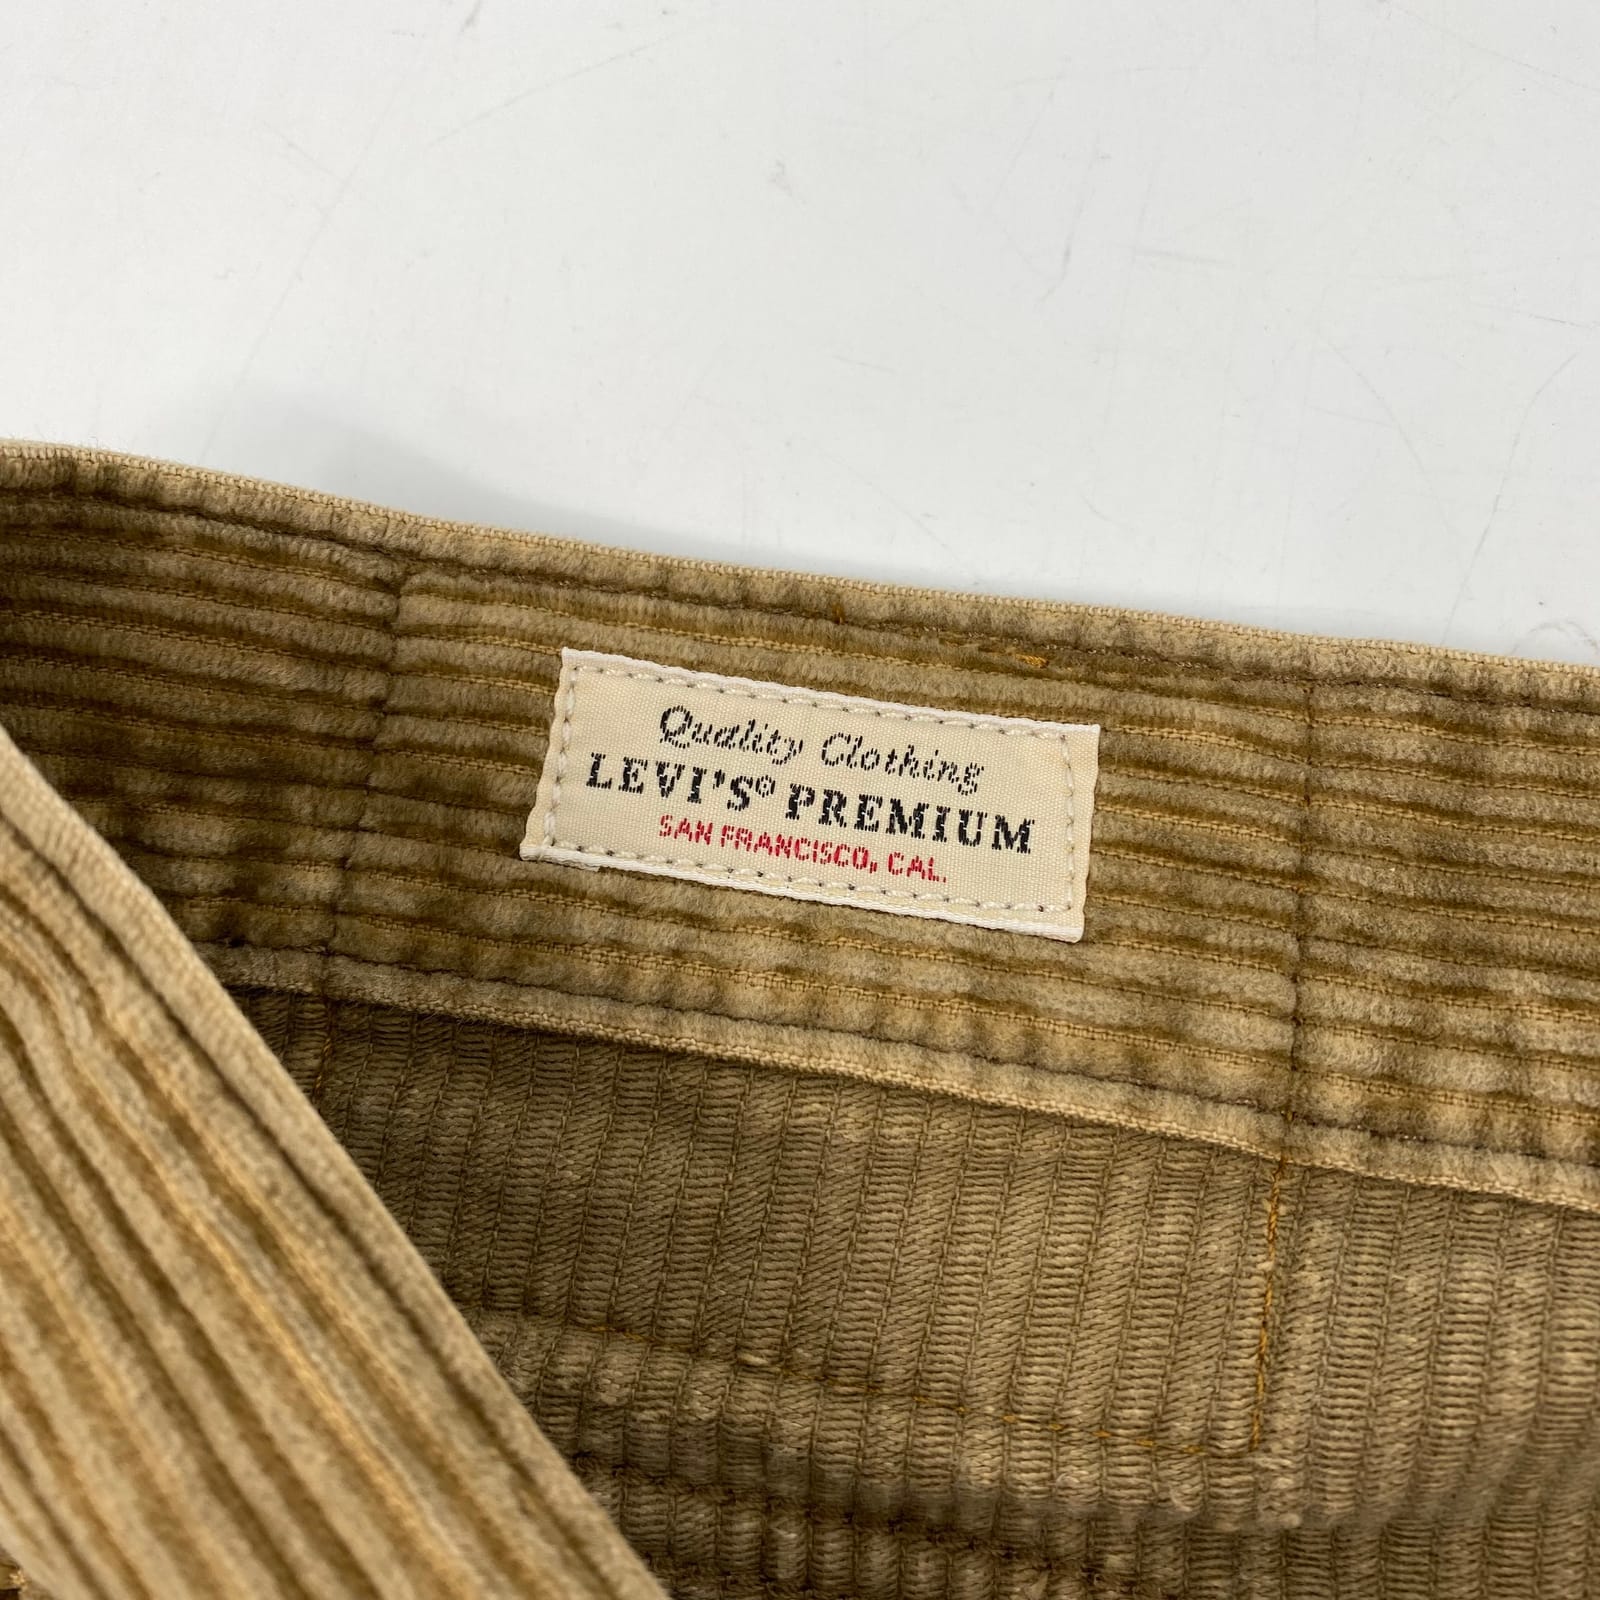 Quality Clothing
LEVI'S® PREMIUM
SAN FRANCISCO, CAL.